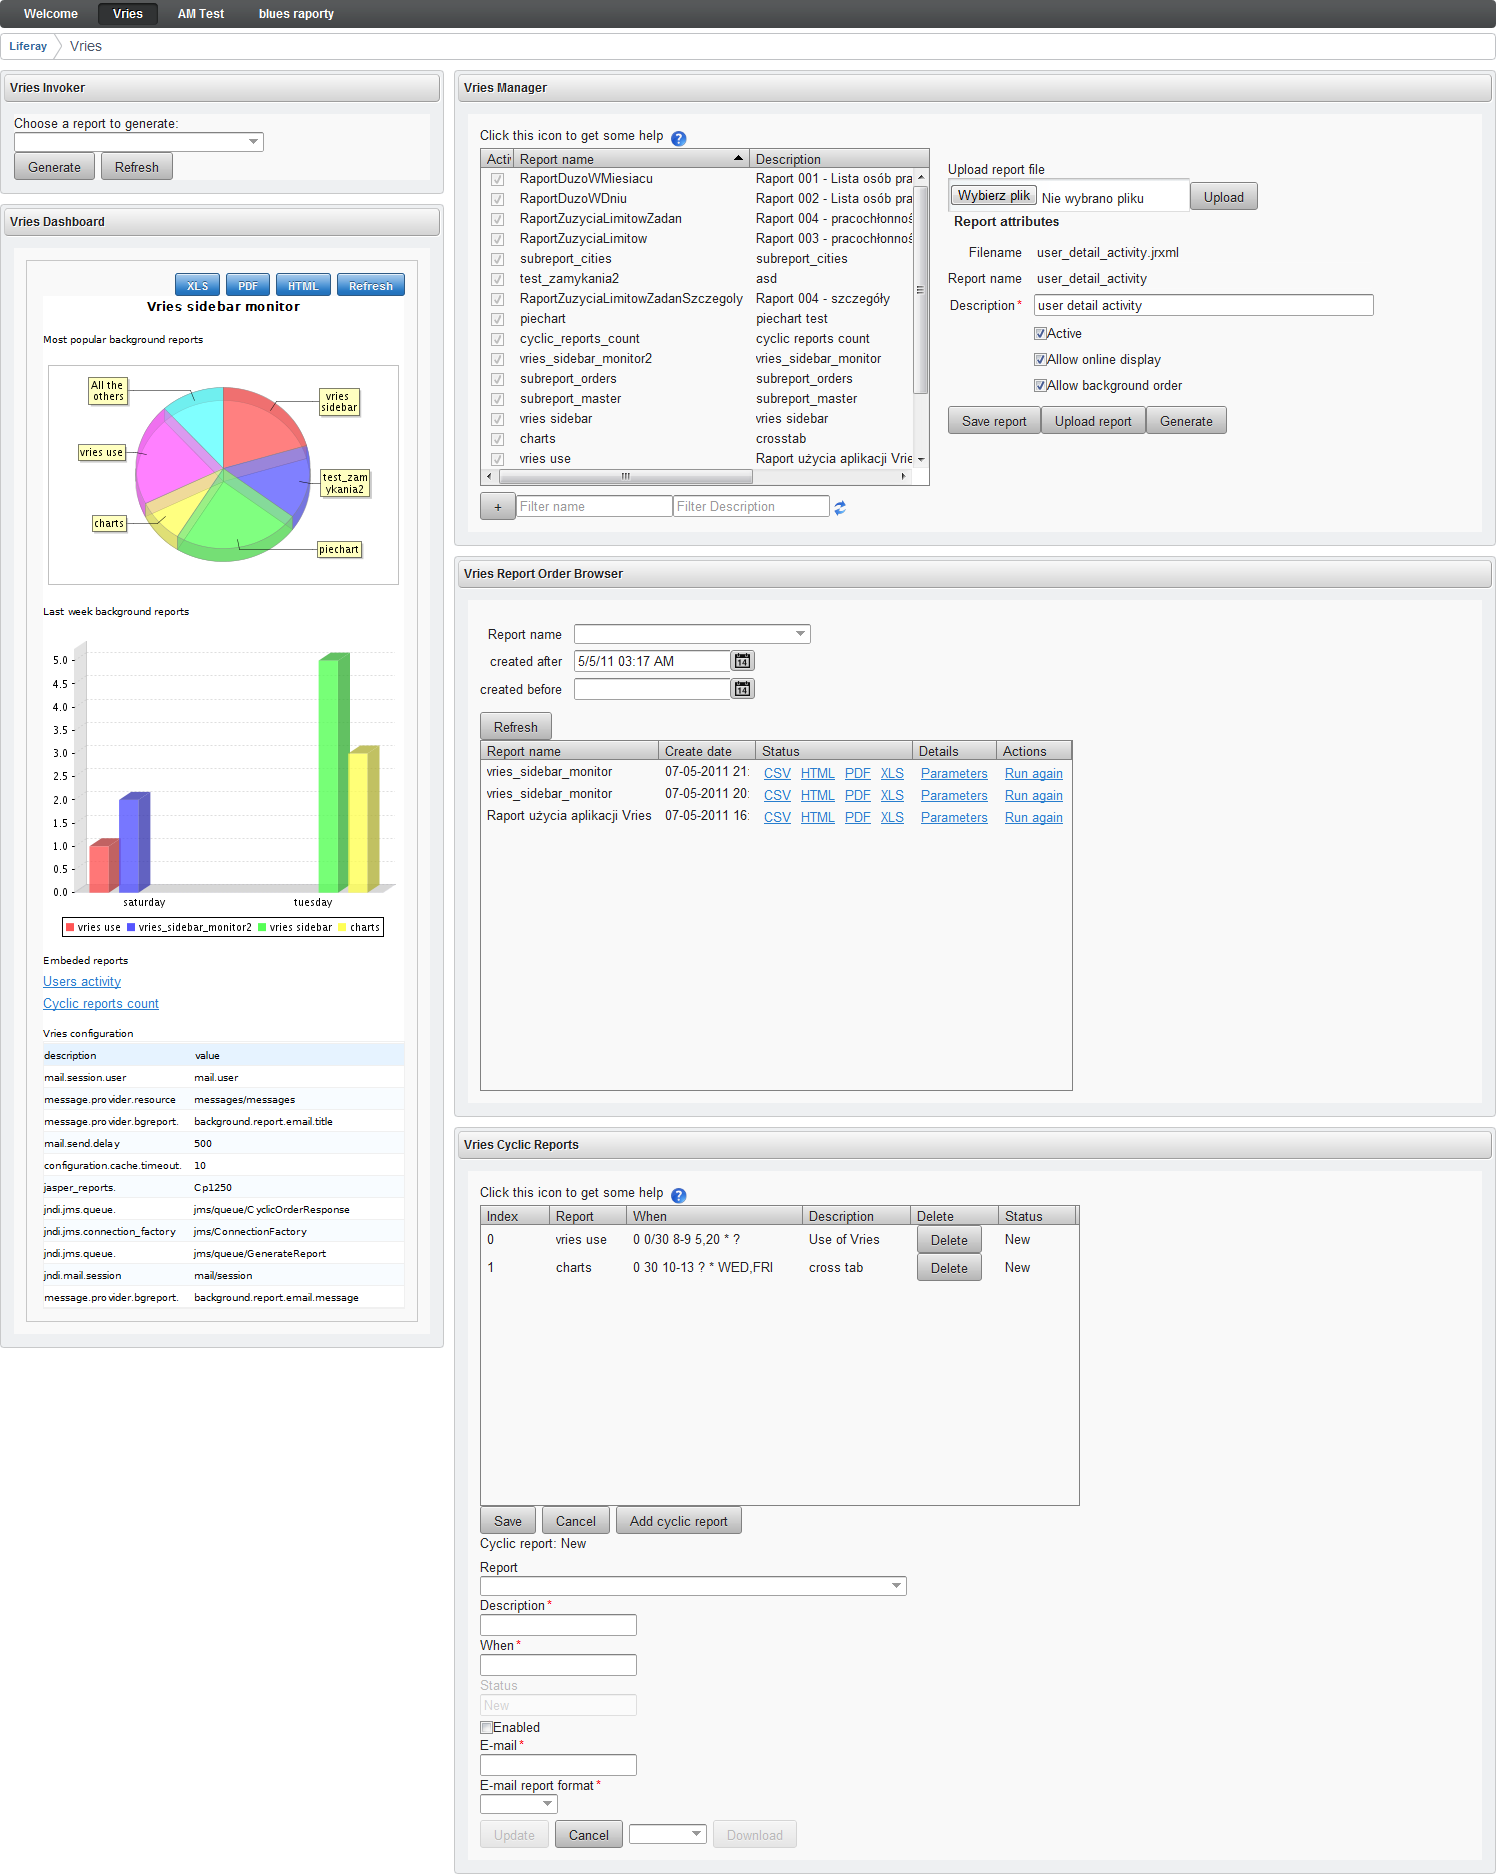 Welcome Vries AM Test blues raporty
Liferay Vries
Vries Invoker
Choose a report to generate:
Generate Refresh
Vries Dashboard
XLS PDF HTML Refresh
Vries sidebar monitor
Most popular background reports
All the
others
vries
sidebar
vries use
test_zam
ykania2
charts
piechart
Last week background reports
5.0
4.5
4.0
3.5
3.0
2.5
2.0
1.5
1.0
0.5
0.0
saturday tuesday
vries use vries_sidebar_monitor2 vries sidebar charts
Embeded reports
Users activity
Cyclic reports count
Vries configuration
description value
mail.session.user mail.user
message.provider.resource messages/messages
message.provider.bgreport. background.report.email.title
mail.send.delay 500
configuration.cache.timeout. 10
jasper_reports. Cp1250
jndi.jms.queue. jms/queue/CyclicOrderResponse
jndi.jms.connection_factory jms/ConnectionFactory
jndi.jms.queue. jms/queue/GenerateReport
jndi.mail.session mail/session
message.provider.bgreport. background.report.email.message
Vries Manager
Click this icon to get some help ?
Acti Report name Description
RaportDuzoWMiesiacu Raport 001 - Lista osób pra
RaportDuzoWDniu Raport 002 - Lista osób pra
RaportZuzyciaLimitowZadan Raport 004 - pracochłonnoś
RaportZuzyciaLimitow Raport 003 - pracochłonnoś
subreport_cities subreport_cities
test_zamykania2 asd
RaportZuzyciaLimitowZadanSzczegoly Raport 004 - szczegóły
piechart piechart test
cyclic_reports_count cyclic reports count
vries_sidebar_monitor2 vries_sidebar_monitor
subreport_orders subreport_orders
subreport_master subreport_master
vries sidebar vries sidebar
charts crosstab
vries use Raport użycia aplikacji Vrie
+ Filter name Filter Description
Upload report file
Wybierz plik Nie wybrano pliku Upload
Report attributes
Filename user_detail_activity.jrxml
Report name user_detail_activity
Description* user detail activity
Active
Allow online display
Allow background order
Save report Upload report Generate
Vries Report Order Browser
Report name
created after 5/5/11 03:17 AM 14
created before 14
Refresh
Report name Create date Status Details Actions
vries_sidebar_monitor 07-05-2011 21: CSV HTML PDF XLS Parameters Run again
vries_sidebar_monitor 07-05-2011 20: CSV HTML PDF XLS Parameters Run again
Raport użycia aplikacji Vries 07-05-2011 16: CSV HTML PDF XLS Parameters Run again
Vries Cyclic Reports
Click this icon to get some help ?
Index Report When Description Delete Status
0 vries use 0 0/30 8-9 5,20 * ? Use of Vries Delete New
1 charts 0 30 10-13 ? * WED,FRI cross tab Delete New
Save Cancel Add cyclic report
Cyclic report: New
Report
Description*
When*
Status
New
Enabled
E-mail*
E-mail report format*
Update Cancel Download